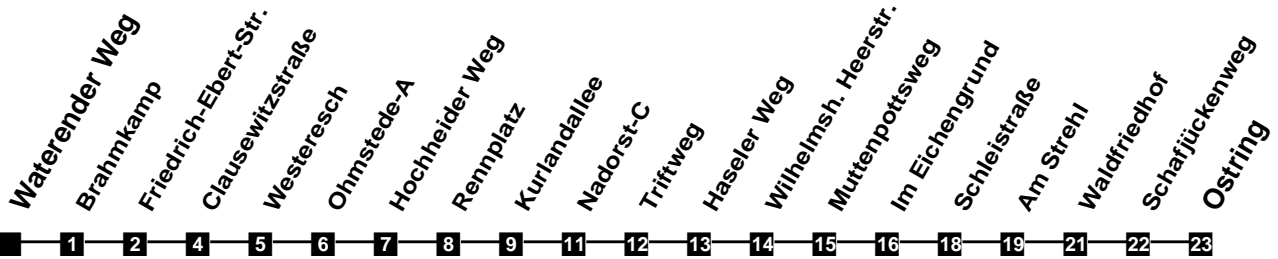 Waterender Weg
Brahmkamp
Friedrich-Ebert-Str.
Clausewitzstraße
Westeresch
Ohmstede-A
Hochheider Weg
Rennplatz
Kurlandallee
Nadorst-C
Triftweg
Haseler Weg
Wilhelmsh. Heerstr.
Muttenpottsweg
Im Eichengrund
Schleistraße
Am Strehl
Waldfriedhof
Schafjückenweg
Ostring
1 2 4 5 6 7 8 9 11 12 13 14 15 16 18 19 21 22 23